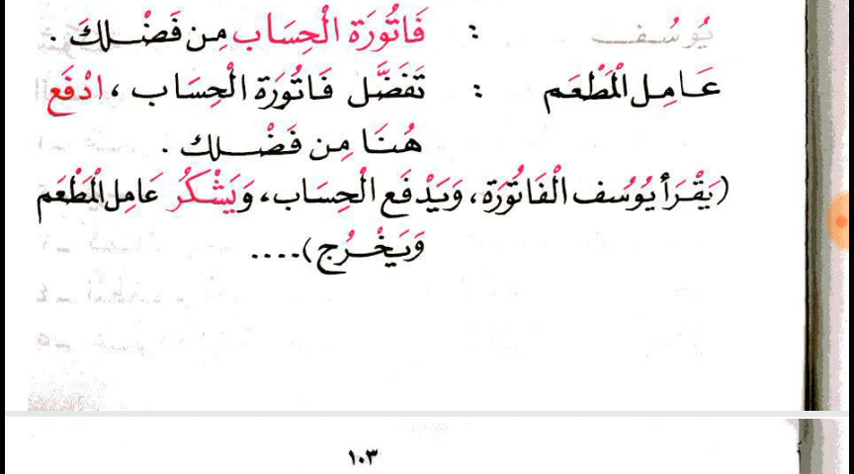 يُوسُف : فَاتُورَة الْحِسَاب مِن فَضْلِكَ .
عَامِل الْمَطْعَم : تَفَضَّل فَاتُورَة الْحِسَاب ، ادْفَع
هُنَا مِن فَضْلِك .
(يَقْرَأ يُوسُف الْفَاتُورَة، وَيَدْفَع الْحِسَاب، وَيَشْكُرُ عَامِل الْمَطْعَم
وَيَخْرُج)....
١٠٣